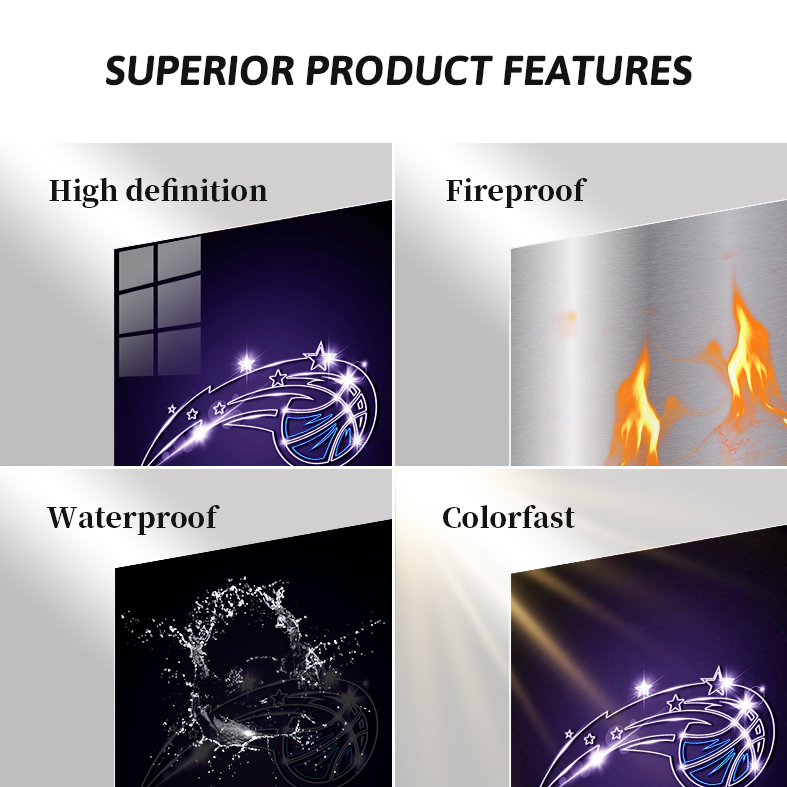 SUPERIOR PRODUCT FEATURES
High definition
Fireproof
Waterproof
Colorfast